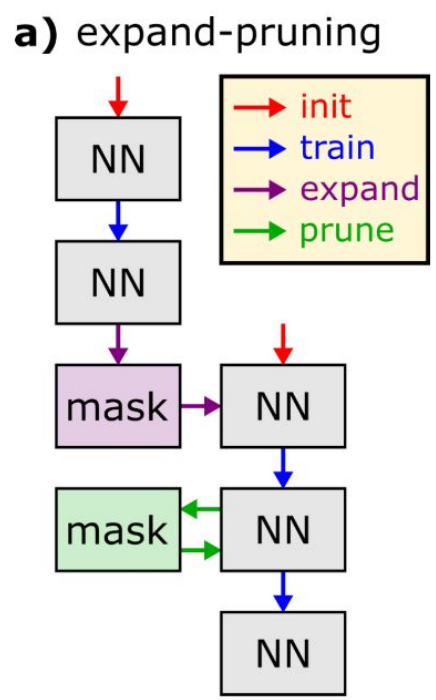 a) expand-pruning
init
train
expand
prune
NN
NN
mask
NN
mask
NN
NN